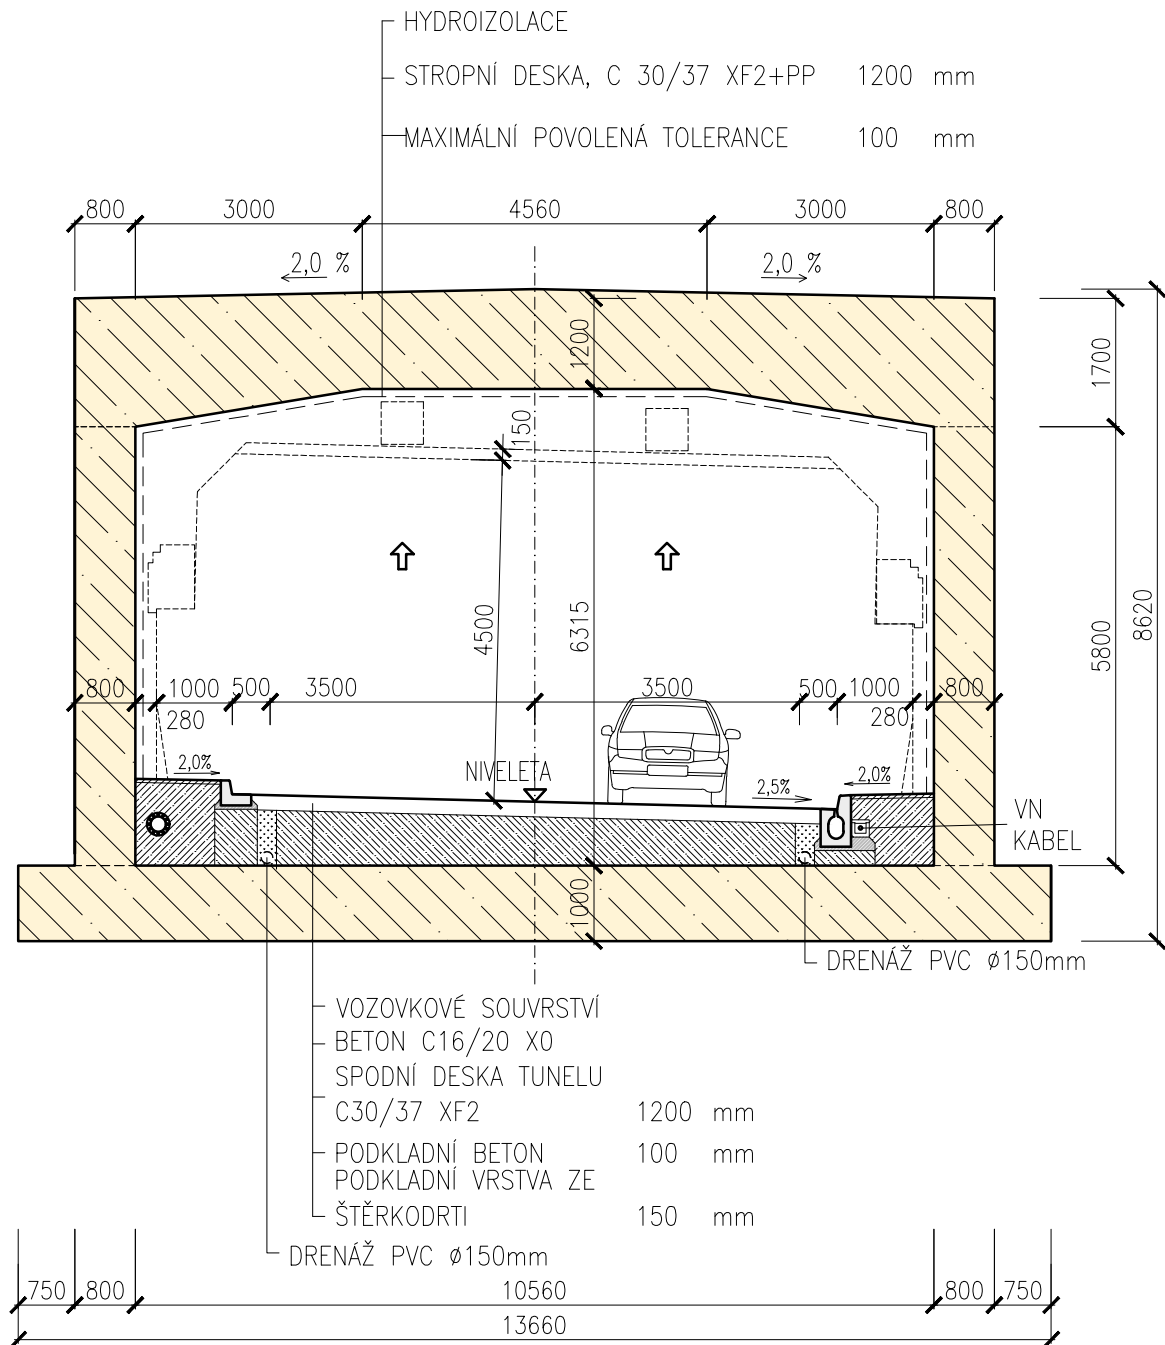 HYDROIZOLACE
STROPNÍ DESKA, C 30/37 XF2+PP 1200 mm
MAXIMÁLNÍ POVOLENÁ TOLERANCE 100 mm
800 3000 4560 3000 800
2,0 % 2,0 %
1200
1700
150
4500
6315
5800
8620
800 1000 500 3500 3500 500 1000 800
280 280
2,0% NIVELETA 2,5% 2,0%
VN
KABEL
1000
DRENÁŽ PVC ø150mm
VOZOVKOVÉ SOUVRSTVÍ
BETON C16/20 X0
SPODNÍ DESKA TUNELU
C30/37 XF2 1200 mm
PODKLADNÍ BETON 100 mm
PODKLADNÍ VRSTVA ZE
ŠTĚRKODRTI 150 mm
DRENÁŽ PVC ø150mm
750 800 10560 800 750
13660